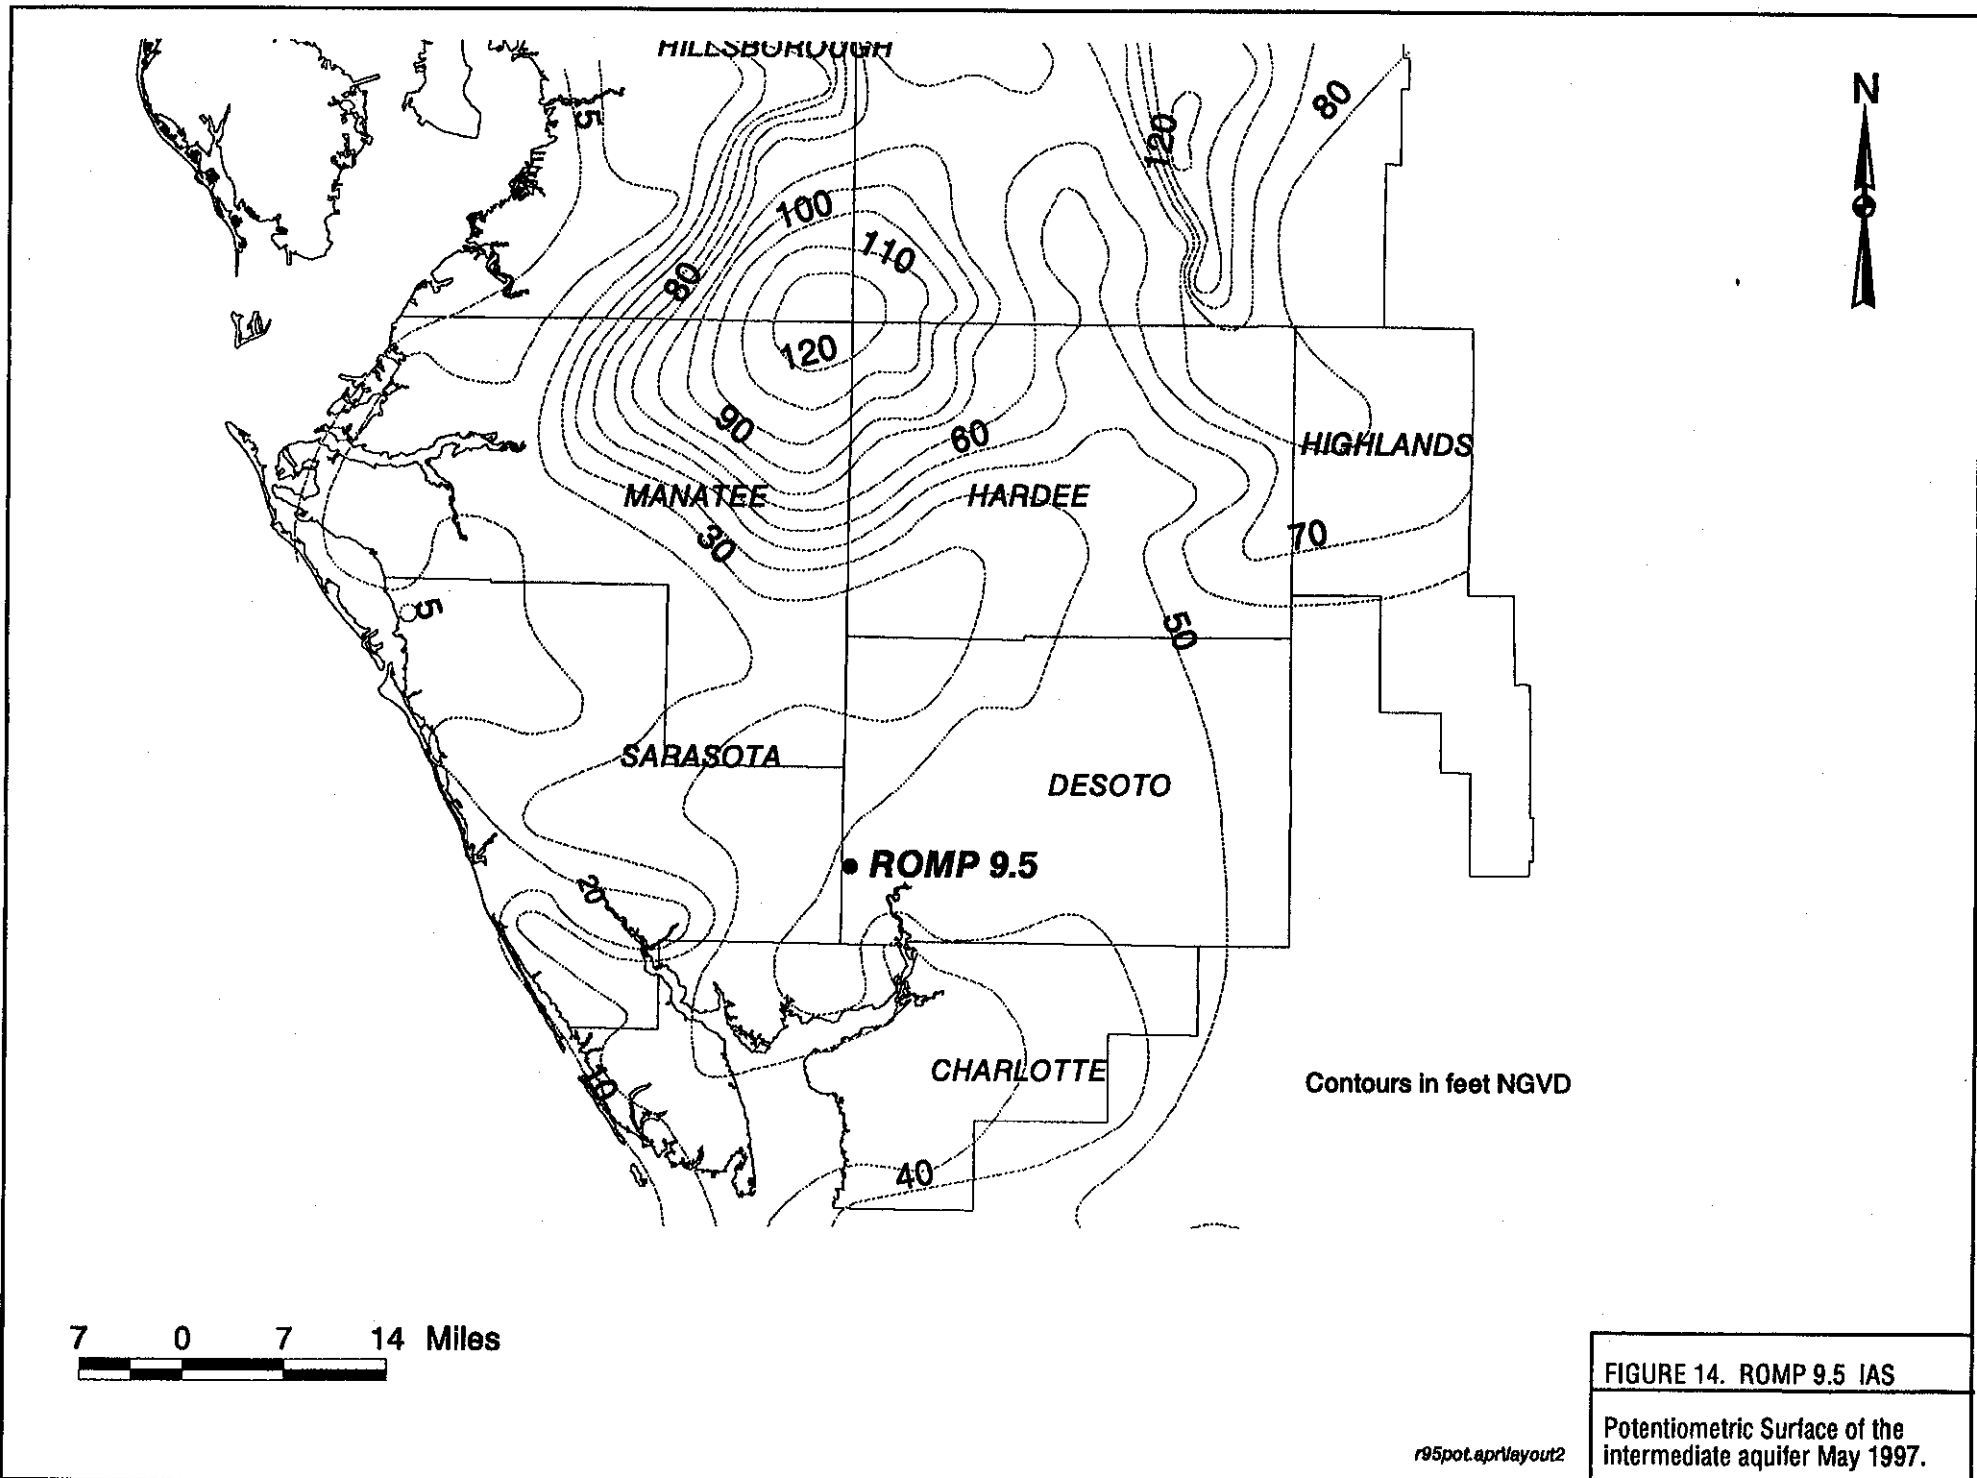 HILLSBOROUGH
N
80
5
120
100
110
80
120
90
60
HIGHLANDS
MANATEE
HARDEE
30
70
5
50
SARASOTA
DESOTO
ROMP 9.5
20
CHARLOTTE
10
Contours in feet NGVD
40
7 0 7 14 Miles
FIGURE 14. ROMP 9.5 IAS
Potentiometric Surface of the
intermediate aquifer May 1997.
r95pot.apr\layout2